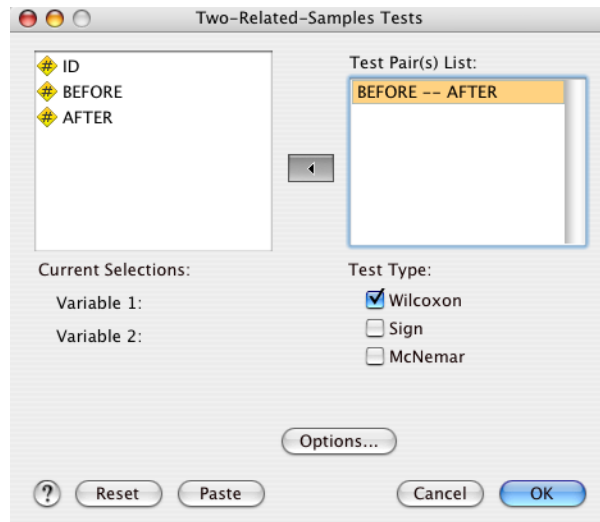 Two-Related-Samples Tests
# ID
# BEFORE
# AFTER
Test Pair(s) List:
BEFORE -- AFTER
Current Selections:
Variable 1:
Variable 2:
Test Type:
Wilcoxon
Sign
McNemar
Options...
? Reset Paste Cancel OK